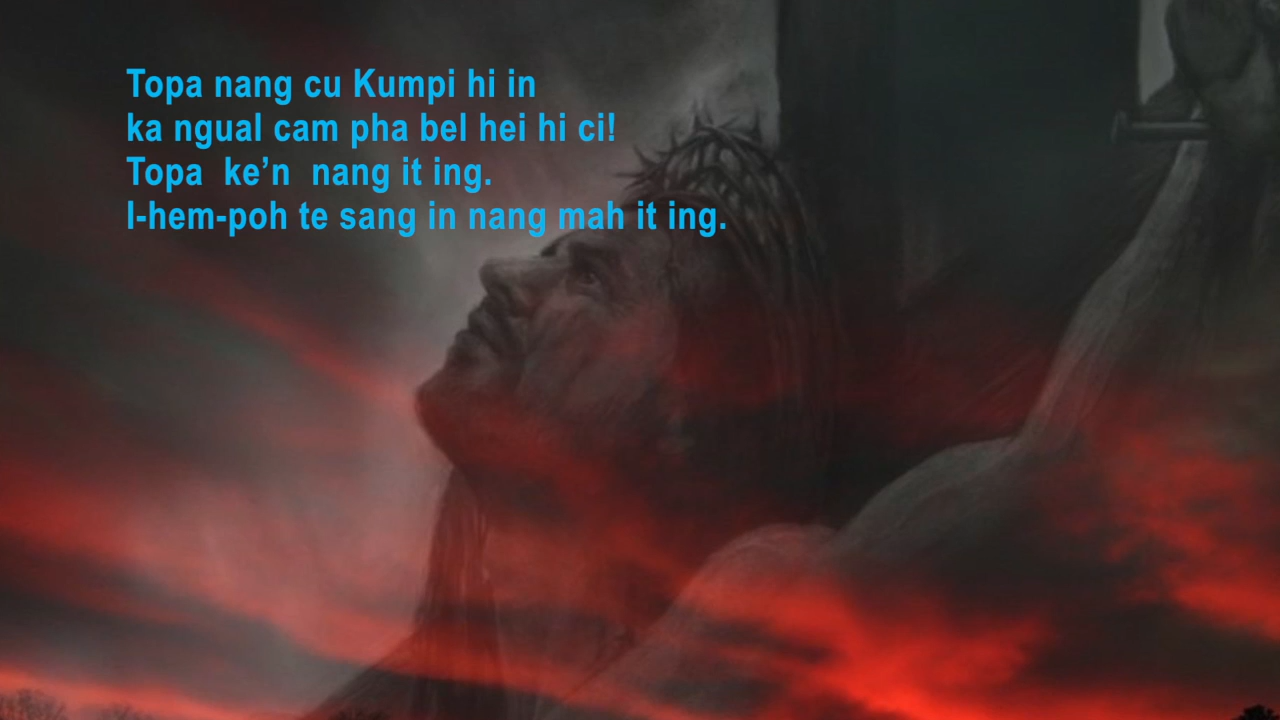 Topa nang cu Kumpi hi in
ka ngual cam pha bel hei hi ci!
Topa ke’n nang it ing.
I-hem-poh te sang in nang mah it ing.